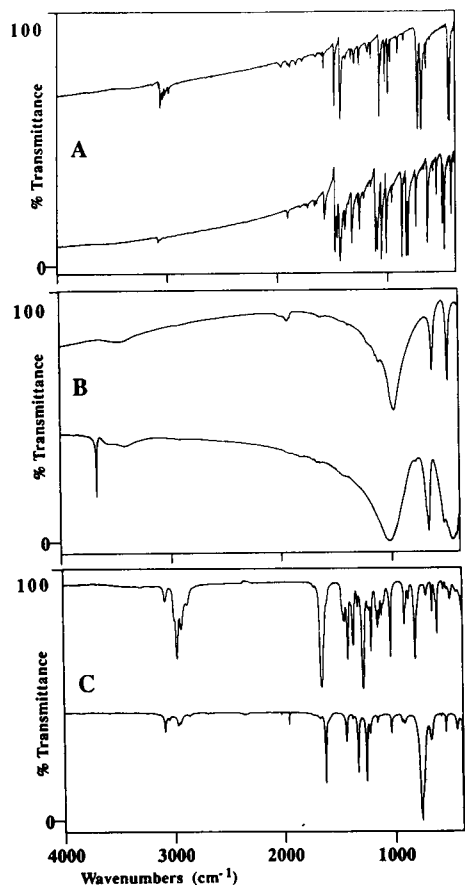 100
% Transmittance
A
0
100
% Transmittance
B
0
100
% Transmittance
C
0
4000 3000 2000 1000
Wavenumbers (cm-1)